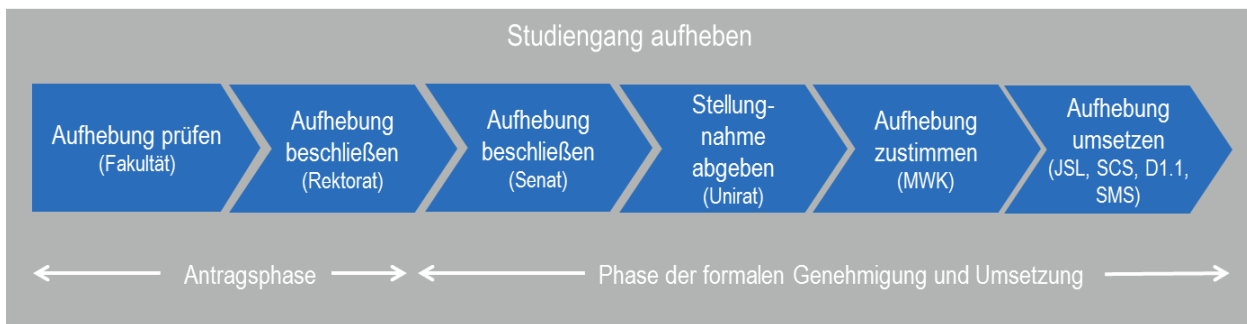 Studiengang aufheben
Aufhebung prüfen
(Fakultät)
Aufhebung
beschließen
(Rektorat)
Aufhebung
beschließen
(Senat)
Stellung-
nahme
abgeben
(Unirat)
Aufhebung
zustimmen
(MWK)
Aufhebung
umsetzen
(JSL, SCS, D1.1,
SMS)
Antragsphase
Phase der formalen Genehmigung und Umsetzung